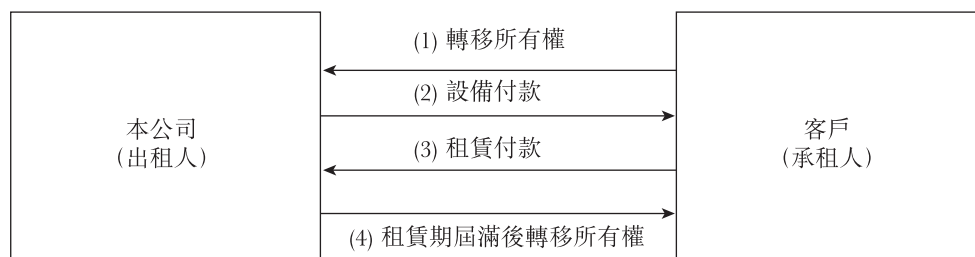 (1) 轉移所有權
(2) 設備付款
本公司
(出租人)
客戶
(承租人)
(3) 租賃付款
(4) 租賃期屆滿後轉移所有權